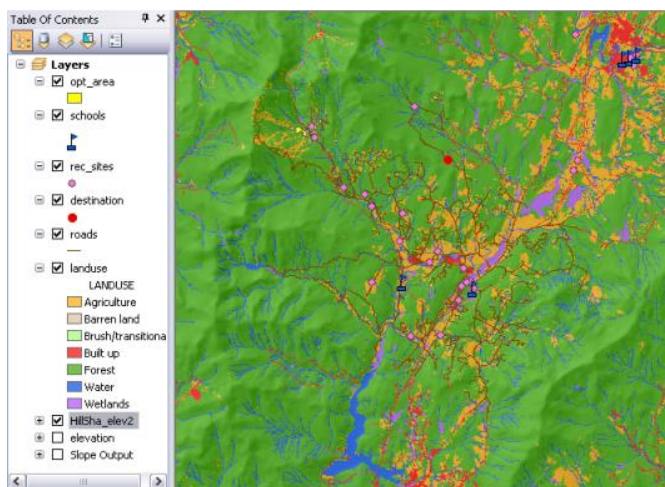 Table Of Contents
Layers
opt_area
schools
rec_sites
destination
roads
landuse
LANDUSE
Agriculture
Barren land
Brush/transitiona
Built up
Forest
Water
Wetlands
HillSha_elev2
elevation
Slope Output